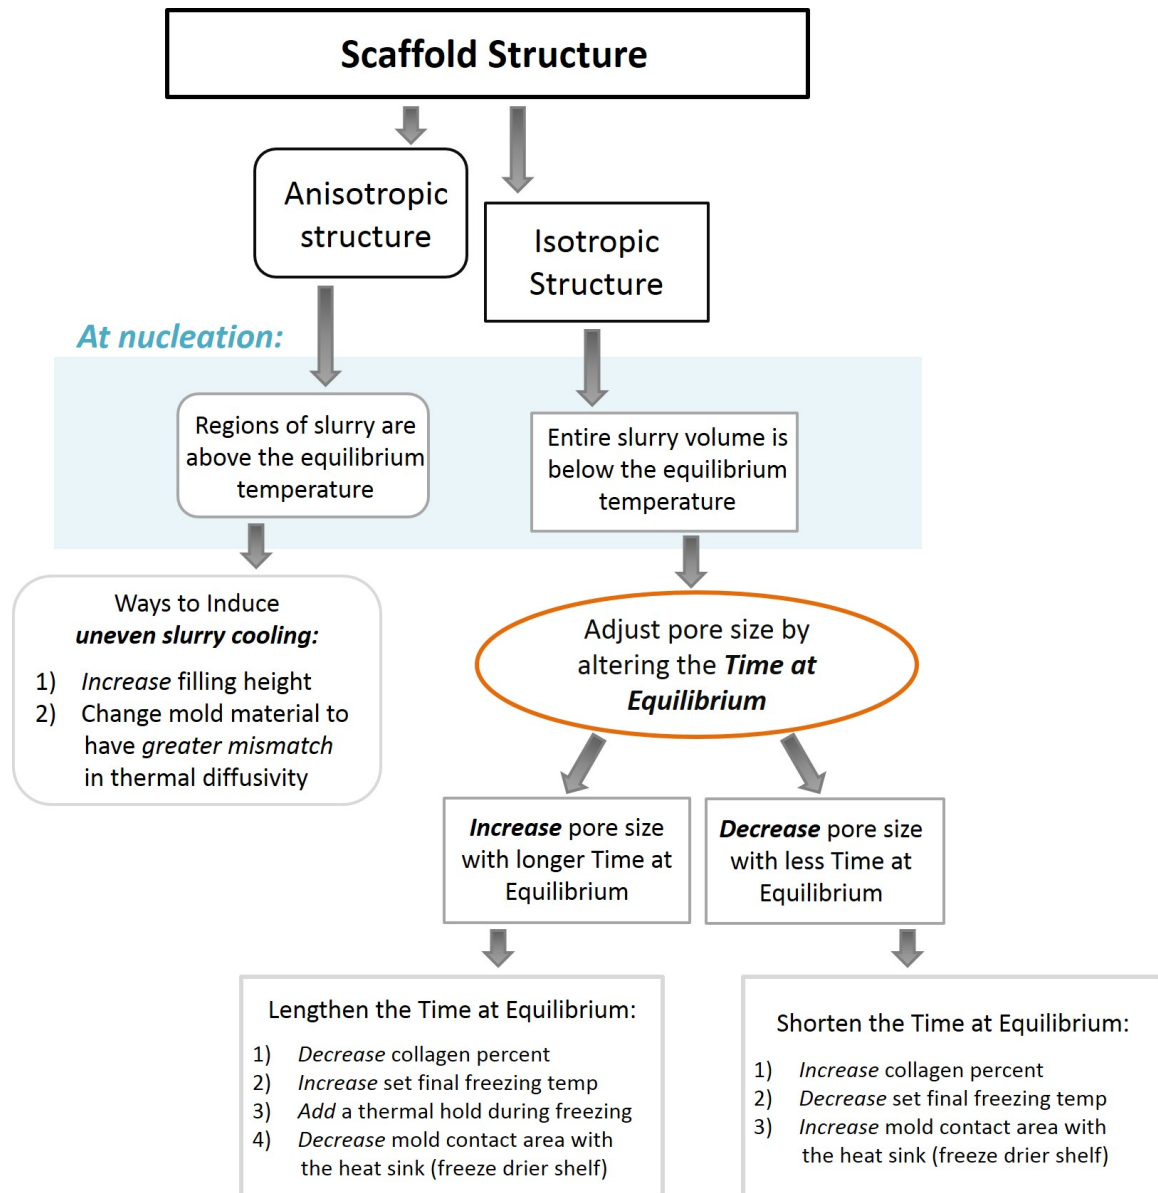 Scaffold Structure
Anisotropic
structure
Isotropic
Structure
At nucleation:
Regions of slurry are
above the equilibrium
temperature
Entire slurry volume is
below the equilibrium
temperature
Ways to Induce
uneven slurry cooling:
1) Increase filling height
2) Change mold material to
have greater mismatch
in thermal diffusivity
Adjust pore size by
altering the Time at
Equilibrium
Increase pore size
with longer Time at
Equilibrium
Decrease pore size
with less Time at
Equilibrium
Lengthen the Time at Equilibrium:
1) Decrease collagen percent
2) Increase set final freezing temp
3) Add a thermal hold during freezing
4) Decrease mold contact area with
the heat sink (freeze drier shelf)
Shorten the Time at Equilibrium:
1) Increase collagen percent
2) Decrease set final freezing temp
3) Increase mold contact area with
the heat sink (freeze drier shelf)